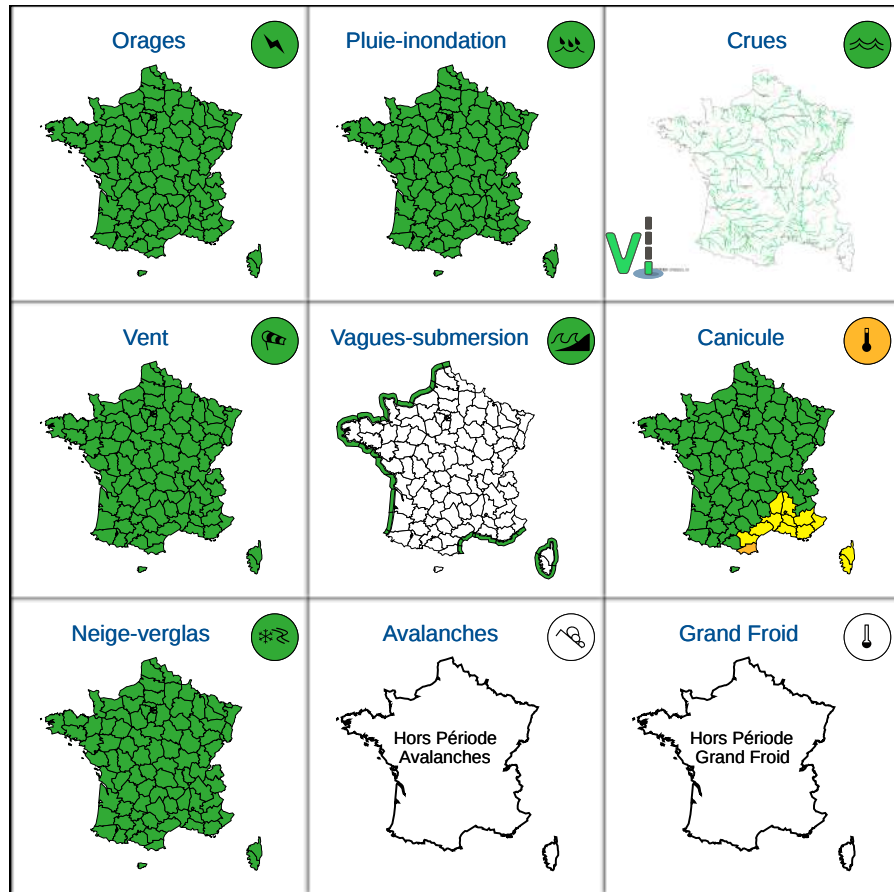 Orages
Pluie-inondation
Crues
Vi
Vent
Vagues-submersion
Canicule
Neige-verglas
Avalanches
Grand Froid
Hors Période
Avalanches
Hors Période
Grand Froid